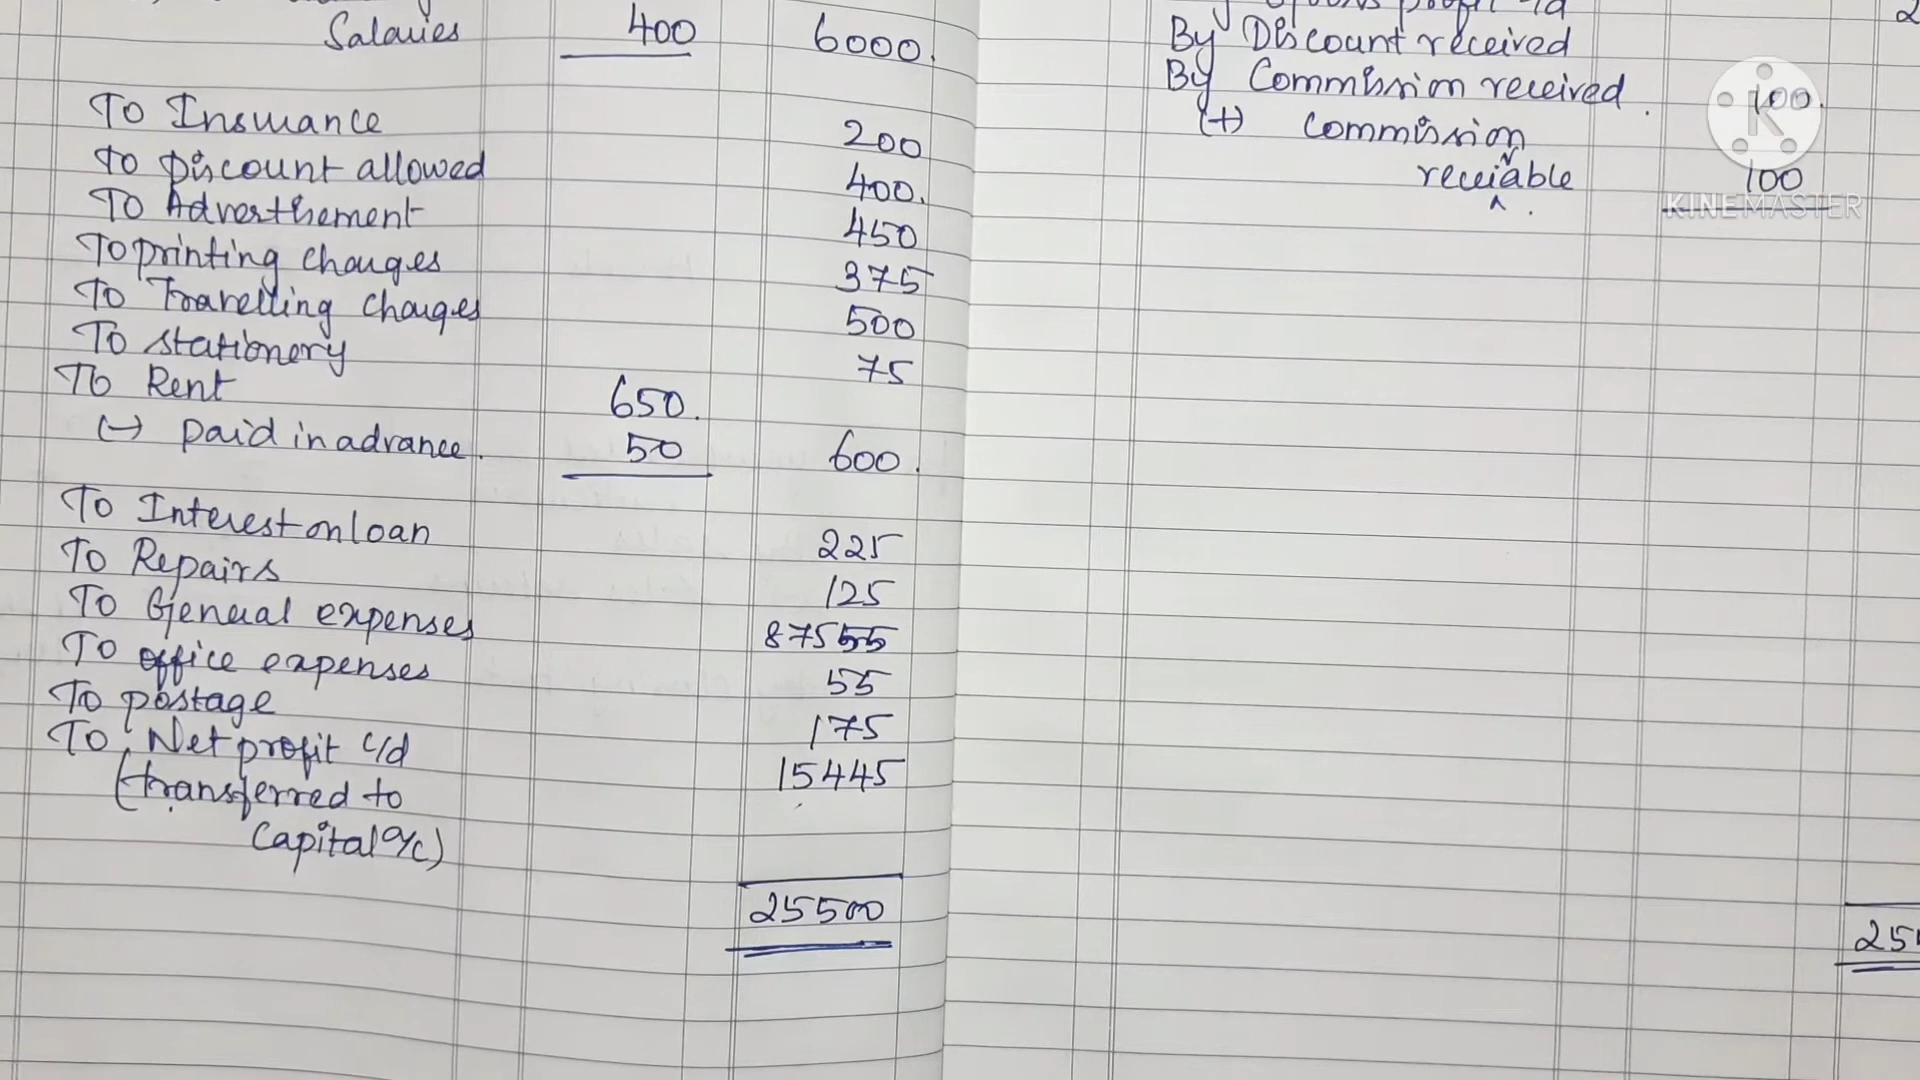 Salaries 400 6000.
To Insurance 200
To Discount allowed 400.
To Advertisement 450
To printing charges 375
To Travelling charges 500
To stationery 75
To Rent 650.
(-) paid in advance. 50 600.
To Interest on loan 225
To Repairs 125
To General expenses
To office expenses 55
To postage 175
To Net profit c/d 15445
(transferred to
Capital a/c)
25500
By Discount received
By Commission received. 100.
(+) Commission
receivable 100
KINEMASTER